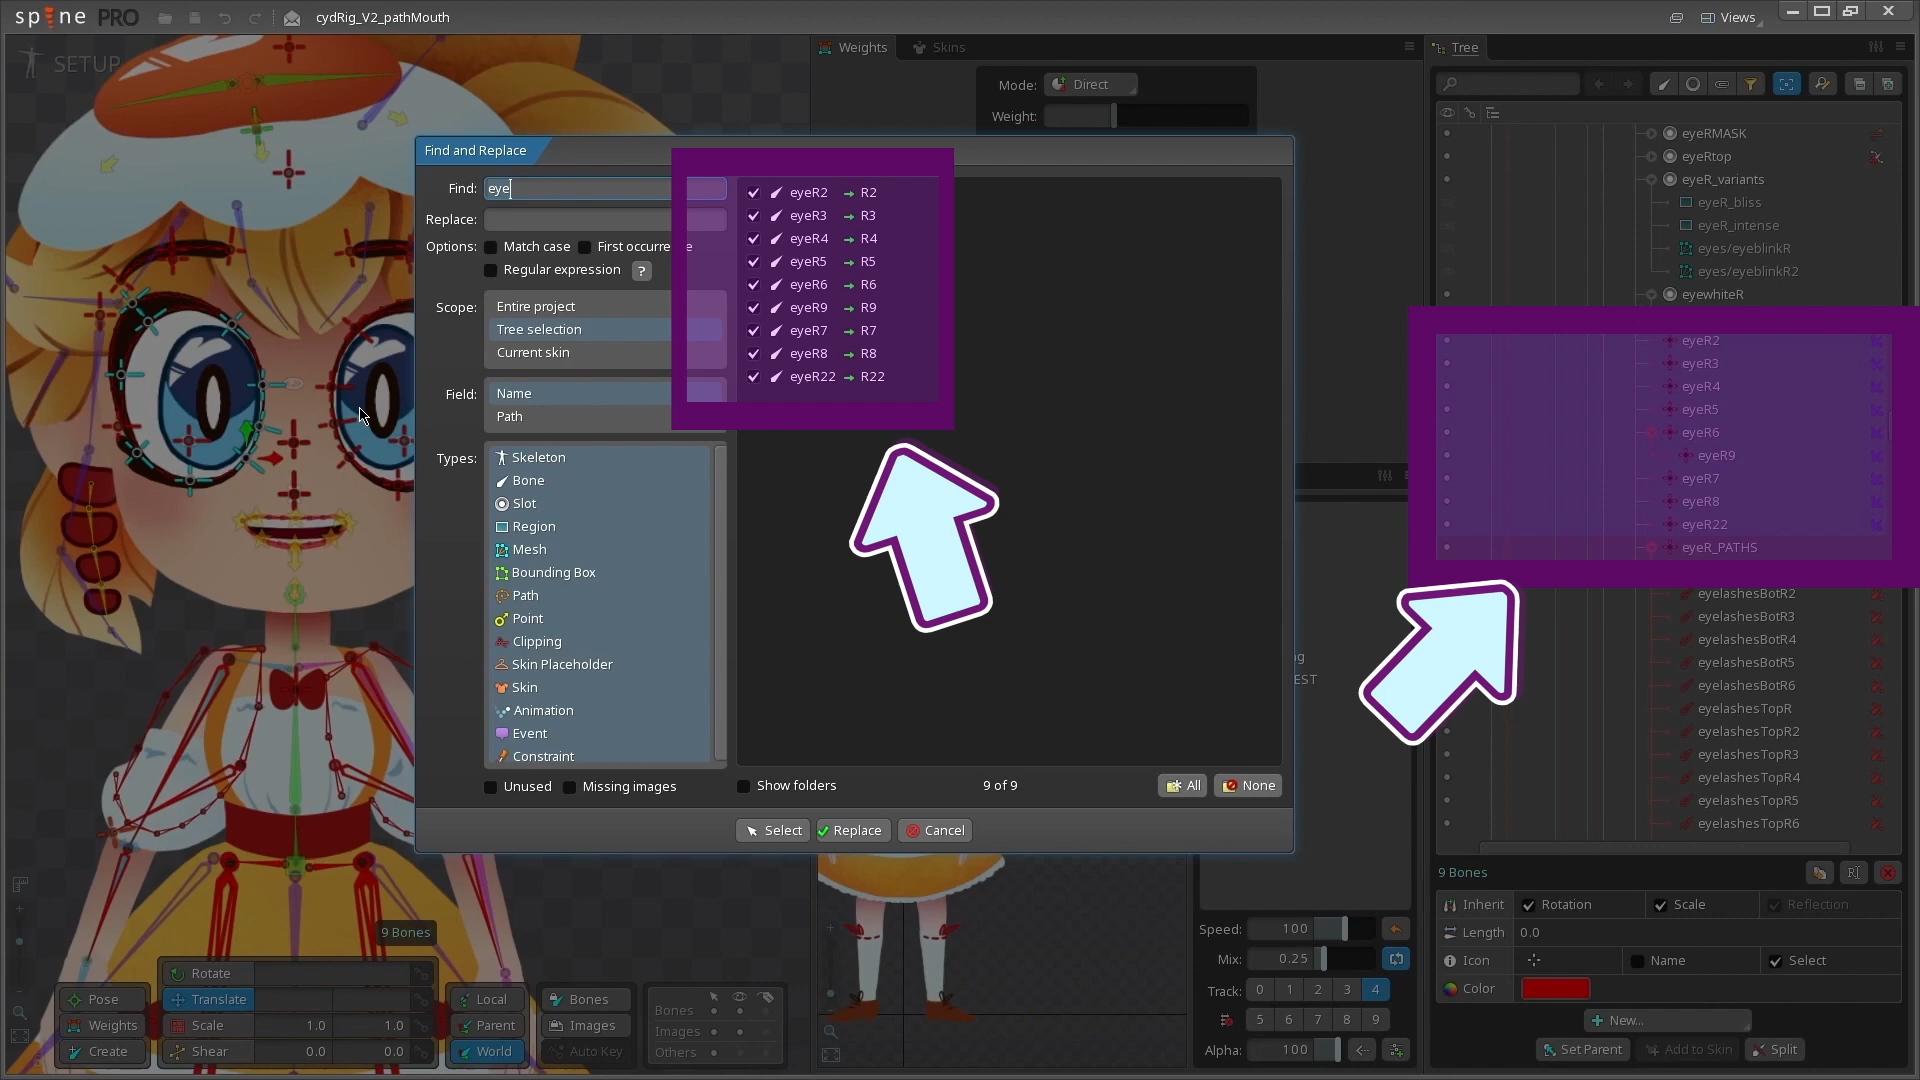 spine PRO
cydRig_V2_pathMouth
Views
SETUP
Weights
Skins
Tree
Mode:
Direct
Weight:
Find and Replace
Find:
eye
Replace:
Options:
Match case
First occurre e
Regular expression
?
Scope:
Entire project
Tree selection
Current skin
Field:
Name
Path
Types:
Skeleton
Bone
Slot
Region
Mesh
Bounding Box
Path
Point
Clipping
Skin Placeholder
Skin
Animation
Event
Constraint
Unused
Missing images
eyeR2 → R2
eyeR3 → R3
eyeR4 → R4
eyeR5 → R5
eyeR6 → R6
eyeR9 → R9
eyeR7 → R7
eyeR8 → R8
eyeR22 → R22
Show folders
9 of 9
All
None
Select
Replace
Cancel
eyeRMASK
eyeRtop
eyeR_variants
eyeR_bliss
eyeR_intense
eyes/eyeblinkR
eyes/eyeblinkR2
eyewhiteR
eyeR2
eyeR3
eyeR4
eyeR5
eyeR6
eyeR9
eyeR7
eyeR8
eyeR22
eyeR_PATHS
eyelashesBotR2
eyelashesBotR3
eyelashesBotR4
eyelashesBotR5
eyelashesBotR6
eyelashesTopR
eyelashesTopR2
eyelashesTopR3
eyelashesTopR4
eyelashesTopR5
eyelashesTopR6
9 Bones
Inherit
Rotation
Scale
Reflection
Length
0.0
Icon
Name
Select
Color
New...
Set Parent
Add to Skin
Split
ng
EST
Speed:
100
Mix:
0.25
Track:
0 1 2 3 4
5 6 7 8 9
Alpha:
100
9 Bones
Pose
Weights
Create
Rotate
Translate
Scale
1.0
1.0
Shear
0.0
0.0
Local
Parent
World
Bones
Images
Auto Key
Bones
Images
Others